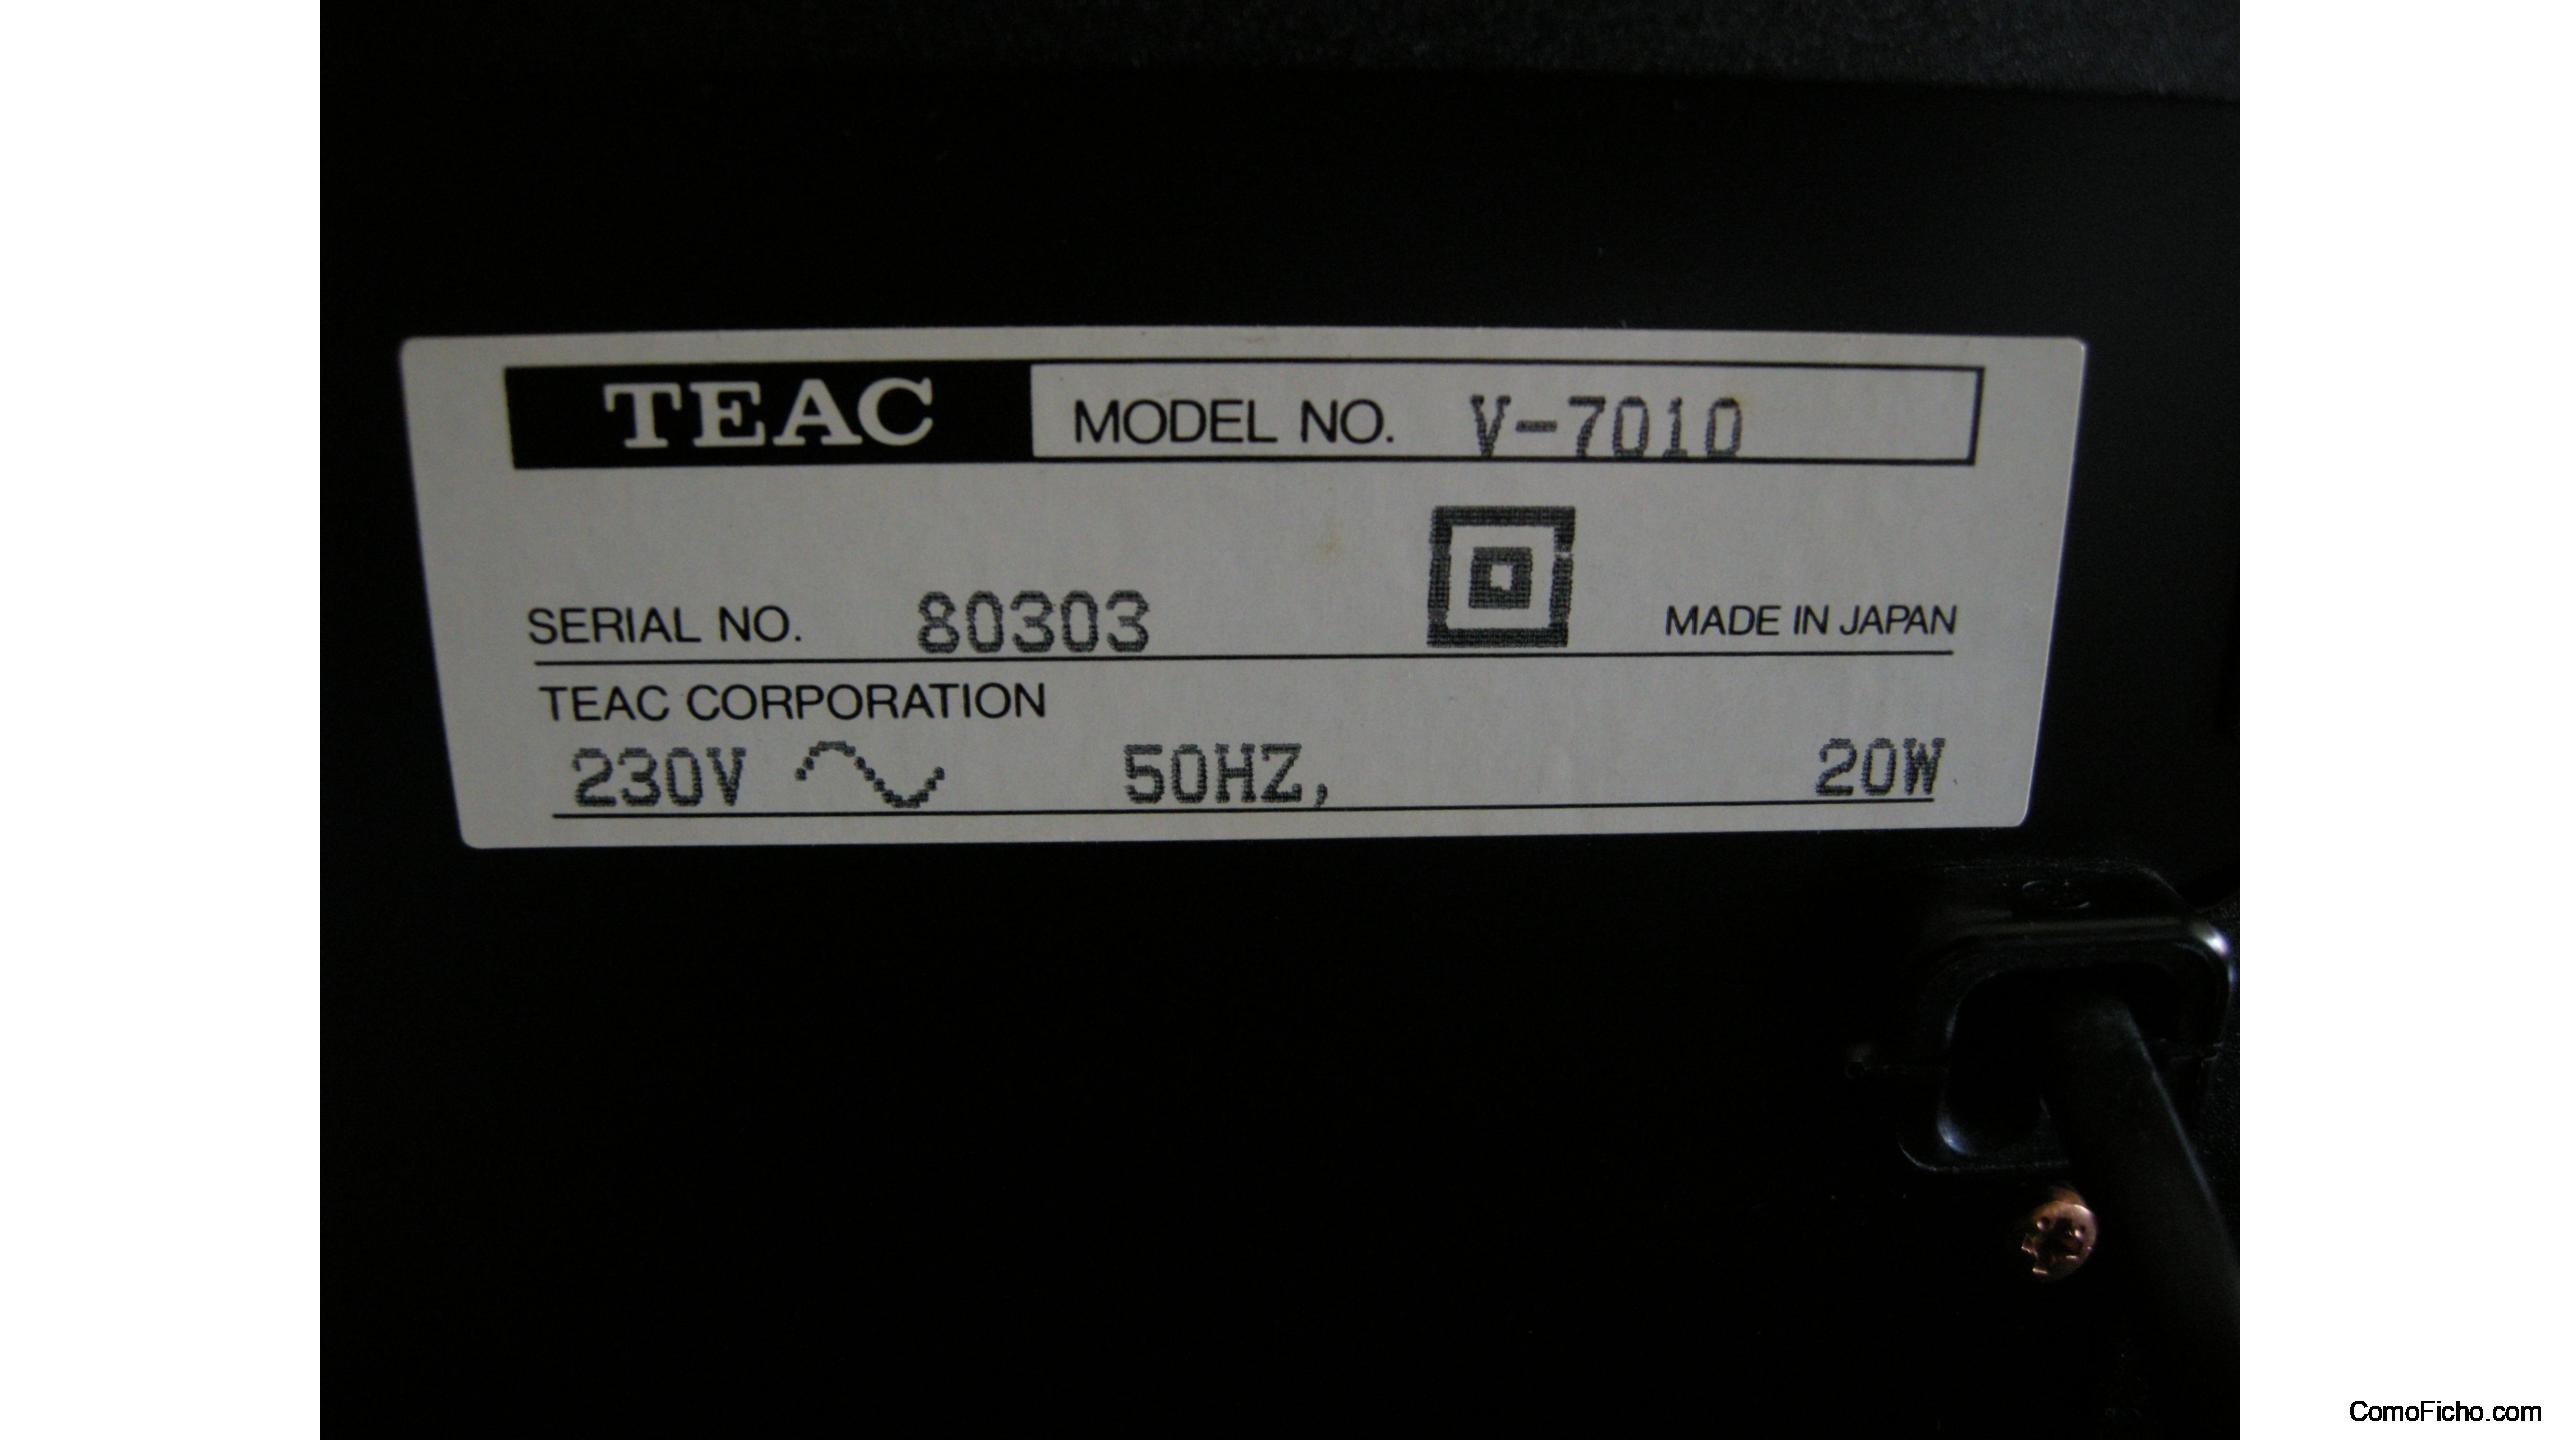 TEAC MODEL NO. V-7010
SERIAL NO. 80303 MADE IN JAPAN
TEAC CORPORATION
230V 50HZ, 20W
ComoFicho.com